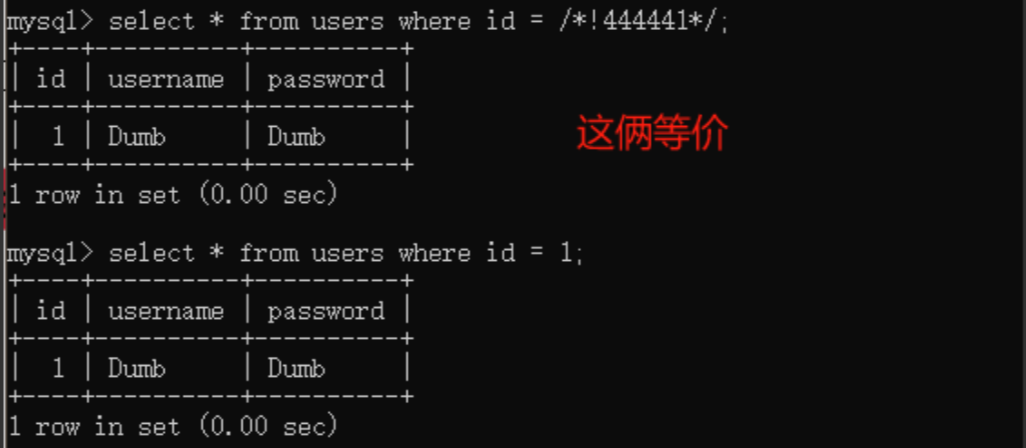 mysql> select * from users where id = /*!444441*/;
+----+----------+----------+
| id | username | password |
+----+----------+----------+
|  1 | Dumb     | Dumb     |
+----+----------+----------+
1 row in set (0.00 sec)
这俩等价
mysql> select * from users where id = 1;
+----+----------+----------+
| id | username | password |
+----+----------+----------+
|  1 | Dumb     | Dumb     |
+----+----------+----------+
1 row in set (0.00 sec)